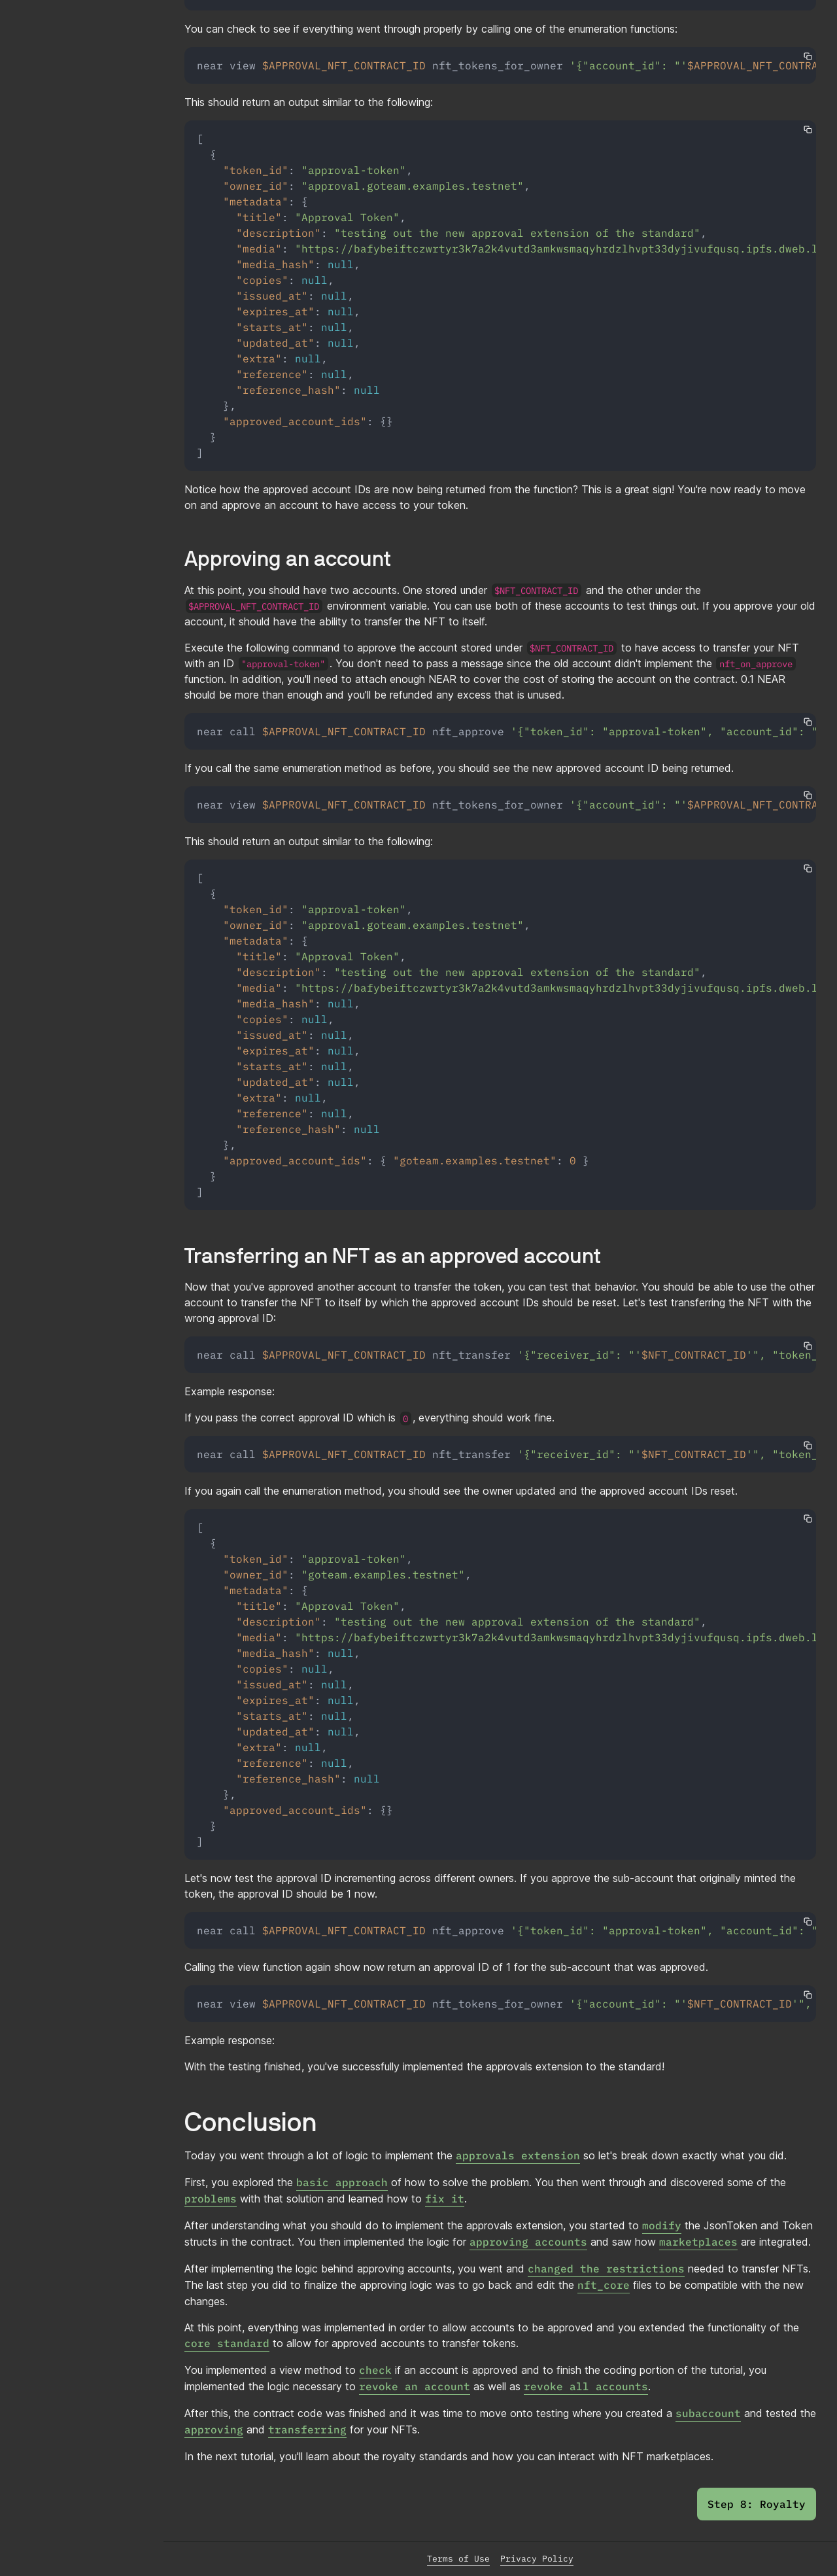 You can check to see if everything went through properly by calling one of the enumeration functions:
near view $APPROVAL_NFT_CONTRACT_ID nft_tokens_for_owner '{"account_id": "'$APPROVAL_NFT_CONTRA
This should return an output similar to the following:
[
{
"token_id": "approval-token",
"owner_id": "approval.goteam.examples.testnet",
"metadata": {
"title": "Approval Token",
"description": "testing out the new approval extension of the standard",
"media": "https://bafybeiftczwrtyr3k7a2k4vutd3amkwsmaqyhrdzlhvpt33dyjivufqusq.ipfs.dweb.l
"media_hash": null,
"copies": null,
"issued_at": null,
"expires_at": null,
"starts_at": null,
"updated_at": null,
"extra": null,
"reference": null,
"reference_hash": null
},
"approved_account_ids": {}
}
]
Notice how the approved account IDs are now being returned from the function? This is a great sign! You're now ready to move
on and approve an account to have access to your token.
Approving an account
At this point, you should have two accounts. One stored under $NFT_CONTRACT_ID and the other under the
$APPROVAL_NFT_CONTRACT_ID environment variable. You can use both of these accounts to test things out. If you approve your old
account, it should have the ability to transfer the NFT to itself.
Execute the following command to approve the account stored under $NFT_CONTRACT_ID to have access to transfer your NFT
with an ID "approval-token". You don't need to pass a message since the old account didn't implement the nft_on_approve
function. In addition, you'll need to attach enough NEAR to cover the cost of storing the account on the contract. 0.1 NEAR
should be more than enough and you'll be refunded any excess that is unused.
near call $APPROVAL_NFT_CONTRACT_ID nft_approve '{"token_id": "approval-token", "account_id": "
If you call the same enumeration method as before, you should see the new approved account ID being returned.
near view $APPROVAL_NFT_CONTRACT_ID nft_tokens_for_owner '{"account_id": "'$APPROVAL_NFT_CONTRA
This should return an output similar to the following:
[
{
"token_id": "approval-token",
"owner_id": "approval.goteam.examples.testnet",
"metadata": {
"title": "Approval Token",
"description": "testing out the new approval extension of the standard",
"media": "https://bafybeiftczwrtyr3k7a2k4vutd3amkwsmaqyhrdzlhvpt33dyjivufqusq.ipfs.dweb.l
"media_hash": null,
"copies": null,
"issued_at": null,
"expires_at": null,
"starts_at": null,
"updated_at": null,
"extra": null,
"reference": null,
"reference_hash": null
},
"approved_account_ids": { "goteam.examples.testnet": 0 }
}
]
Transferring an NFT as an approved account
Now that you've approved another account to transfer the token, you can test that behavior. You should be able to use the other
account to transfer the NFT to itself by which the approved account IDs should be reset. Let's test transferring the NFT with the
wrong approval ID:
near call $APPROVAL_NFT_CONTRACT_ID nft_transfer '{"receiver_id": "'$NFT_CONTRACT_ID'", "token_
Example response:
If you pass the correct approval ID which is 0, everything should work fine.
near call $APPROVAL_NFT_CONTRACT_ID nft_transfer '{"receiver_id": "'$NFT_CONTRACT_ID'", "token_
If you again call the enumeration method, you should see the owner updated and the approved account IDs reset.
[
{
"token_id": "approval-token",
"owner_id": "goteam.examples.testnet",
"metadata": {
"title": "Approval Token",
"description": "testing out the new approval extension of the standard",
"media": "https://bafybeiftczwrtyr3k7a2k4vutd3amkwsmaqyhrdzlhvpt33dyjivufqusq.ipfs.dweb.l
"media_hash": null,
"copies": null,
"issued_at": null,
"expires_at": null,
"starts_at": null,
"updated_at": null,
"extra": null,
"reference": null,
"reference_hash": null
},
"approved_account_ids": {}
}
]
Let's now test the approval ID incrementing across different owners. If you approve the sub-account that originally minted the
token, the approval ID should be 1 now.
near call $APPROVAL_NFT_CONTRACT_ID nft_approve '{"token_id": "approval-token", "account_id": "
Calling the view function again show now return an approval ID of 1 for the sub-account that was approved.
near view $APPROVAL_NFT_CONTRACT_ID nft_tokens_for_owner '{"account_id": "'$NFT_CONTRACT_ID'",
Example response:
With the testing finished, you've successfully implemented the approvals extension to the standard!
Conclusion
Today you went through a lot of logic to implement the approvals extension so let's break down exactly what you did.
First, you explored the basic approach of how to solve the problem. You then went through and discovered some of the
problems with that solution and learned how to fix it.
After understanding what you should do to implement the approvals extension, you started to modify the JsonToken and Token
structs in the contract. You then implemented the logic for approving accounts and saw how marketplaces are integrated.
After implementing the logic behind approving accounts, you went and changed the restrictions needed to transfer NFTs.
The last step you did to finalize the approving logic was to go back and edit the nft_core files to be compatible with the new
changes.
At this point, everything was implemented in order to allow accounts to be approved and you extended the functionality of the
core standard to allow for approved accounts to transfer tokens.
You implemented a view method to check if an account is approved and to finish the coding portion of the tutorial, you
implemented the logic necessary to revoke an account as well as revoke all accounts.
After this, the contract code was finished and it was time to move onto testing where you created a subaccount and tested the
approving and transferring for your NFTs.
In the next tutorial, you'll learn about the royalty standards and how you can interact with NFT marketplaces.
Step 8: Royalty
Terms of Use Privacy Policy